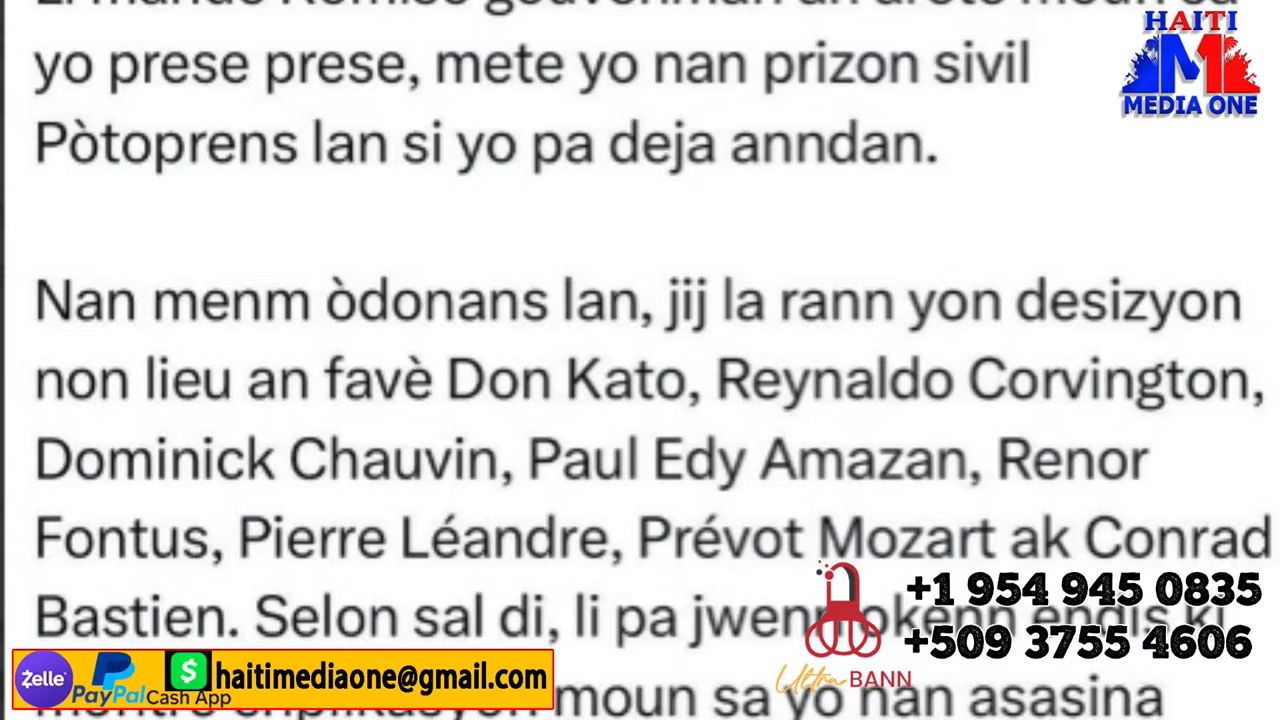 yo prese prese, mete yo nan prizon sivil
Pòtoprens lan si yo pa deja anndan.
Nan menm òdonans lan, jij la rann yon desizyon
non lieu an favè Don Kato, Reynaldo Corvington,
Dominick Chauvin, Paul Edy Amazan, Renor
Fontus, Pierre Léandre, Prévot Mozart ak Conrad
Bastien. Selon sal di, li pa
moun sa yo nan asasina
HAITI
M
MEDIA ONE
+1 954 945 0835
+509 3755 4606
Ultra BANN
Zelle PayPal Cash App haitimediaone@gmail.com